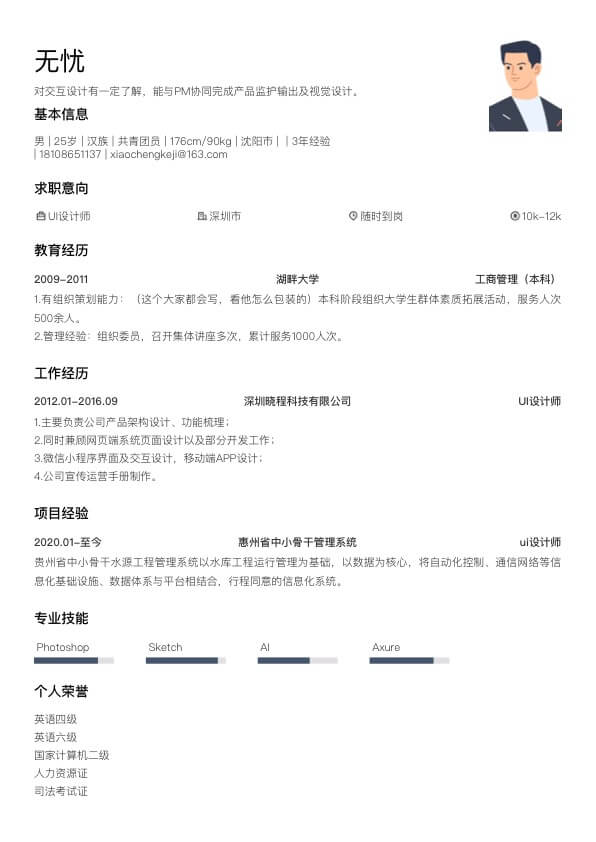 无忧
对交互设计有一定了解，能与PM协同完成产品监护输出及视觉设计。
基本信息
男 | 25岁 | 汉族 | 共青团员 | 176cm/90kg | 沈阳市 |  | 3年经验
| 18108651137 | xiaochengkeji@163.com
求职意向
UI设计师 深圳市 随时到岗 10k-12k
教育经历
2009-2011 湖畔大学 工商管理（本科）
1.有组织策划能力：（这个大家都会写，看他怎么包装的）本科阶段组织大学生群体素质拓展活动，服务人次
500余人。
2.管理经验：组织委员，召开集体讲座多次，累计服务1000人次。
工作经历
2012.01-2016.09 深圳晓程科技有限公司 UI设计师
1.主要负责公司产品架构设计、功能梳理；
2.同时兼顾网页端系统页面设计以及部分开发工作；
3.微信小程序界面及交互设计，移动端APP设计；
4.公司宣传运营手册制作。
项目经验
2020.01-至今 惠州省中小骨干管理系统 ui设计师
贵州省中小骨干水源工程管理系统以水库工程运行管理为基础，以数据为核心，将自动化控制、通信网络等信
息化基础设施、数据体系与平台相结合，行程同意的信息化系统。
专业技能
Photoshop Sketch AI Axure
个人荣誉
英语四级
英语六级
国家计算机二级
人力资源证
司法考试证